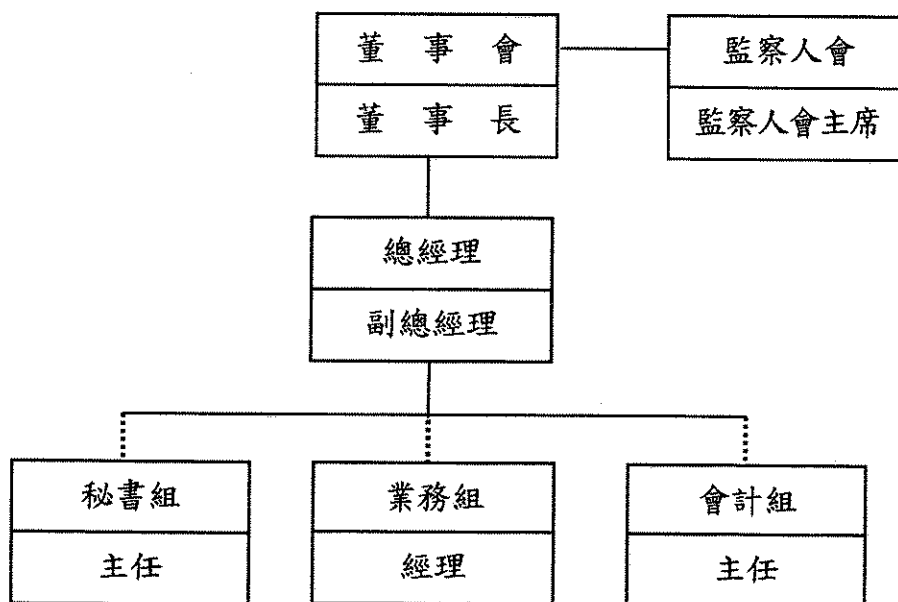 董事會
監察人會
董事長
監察人會主席
總經理
副總經理
秘書組
業務組
會計組
主任
經理
主任